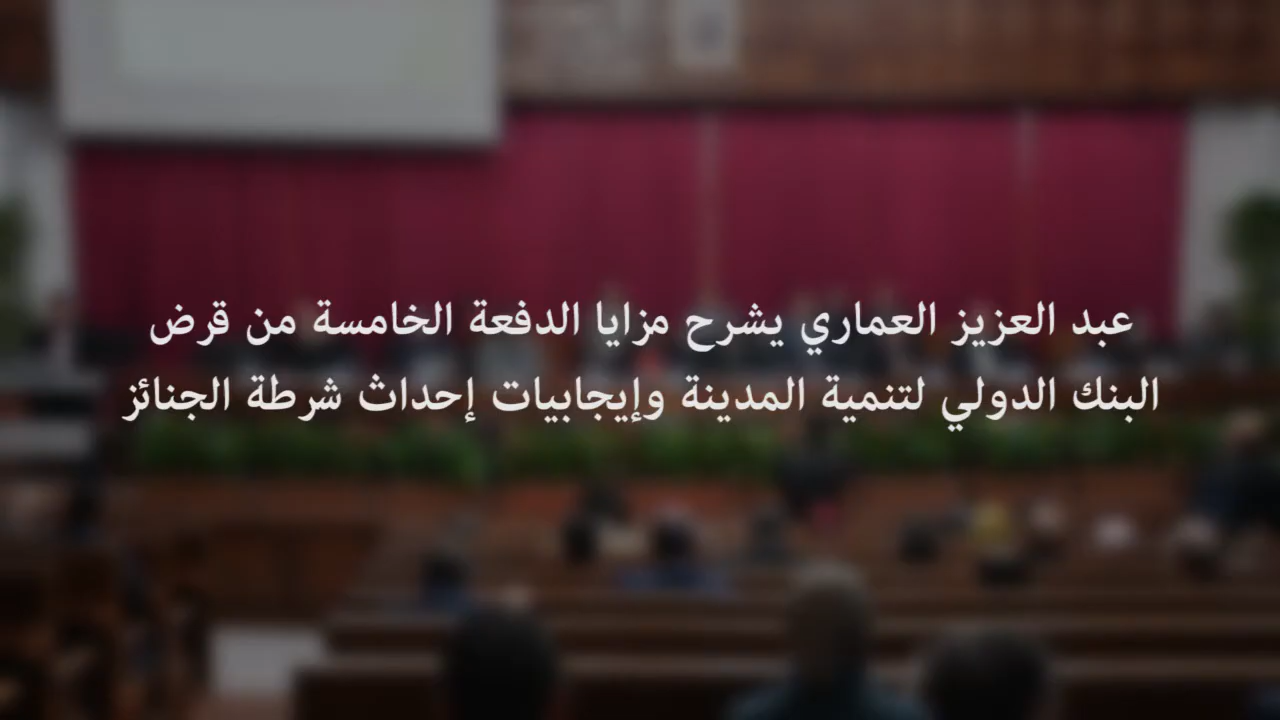 عبد العزيز العماري يشرح مزايا الدفعة الخامسة من قرض
البنك الدولي لتنمية المدينة وإيجابيات إحداث شرطة الجنائز